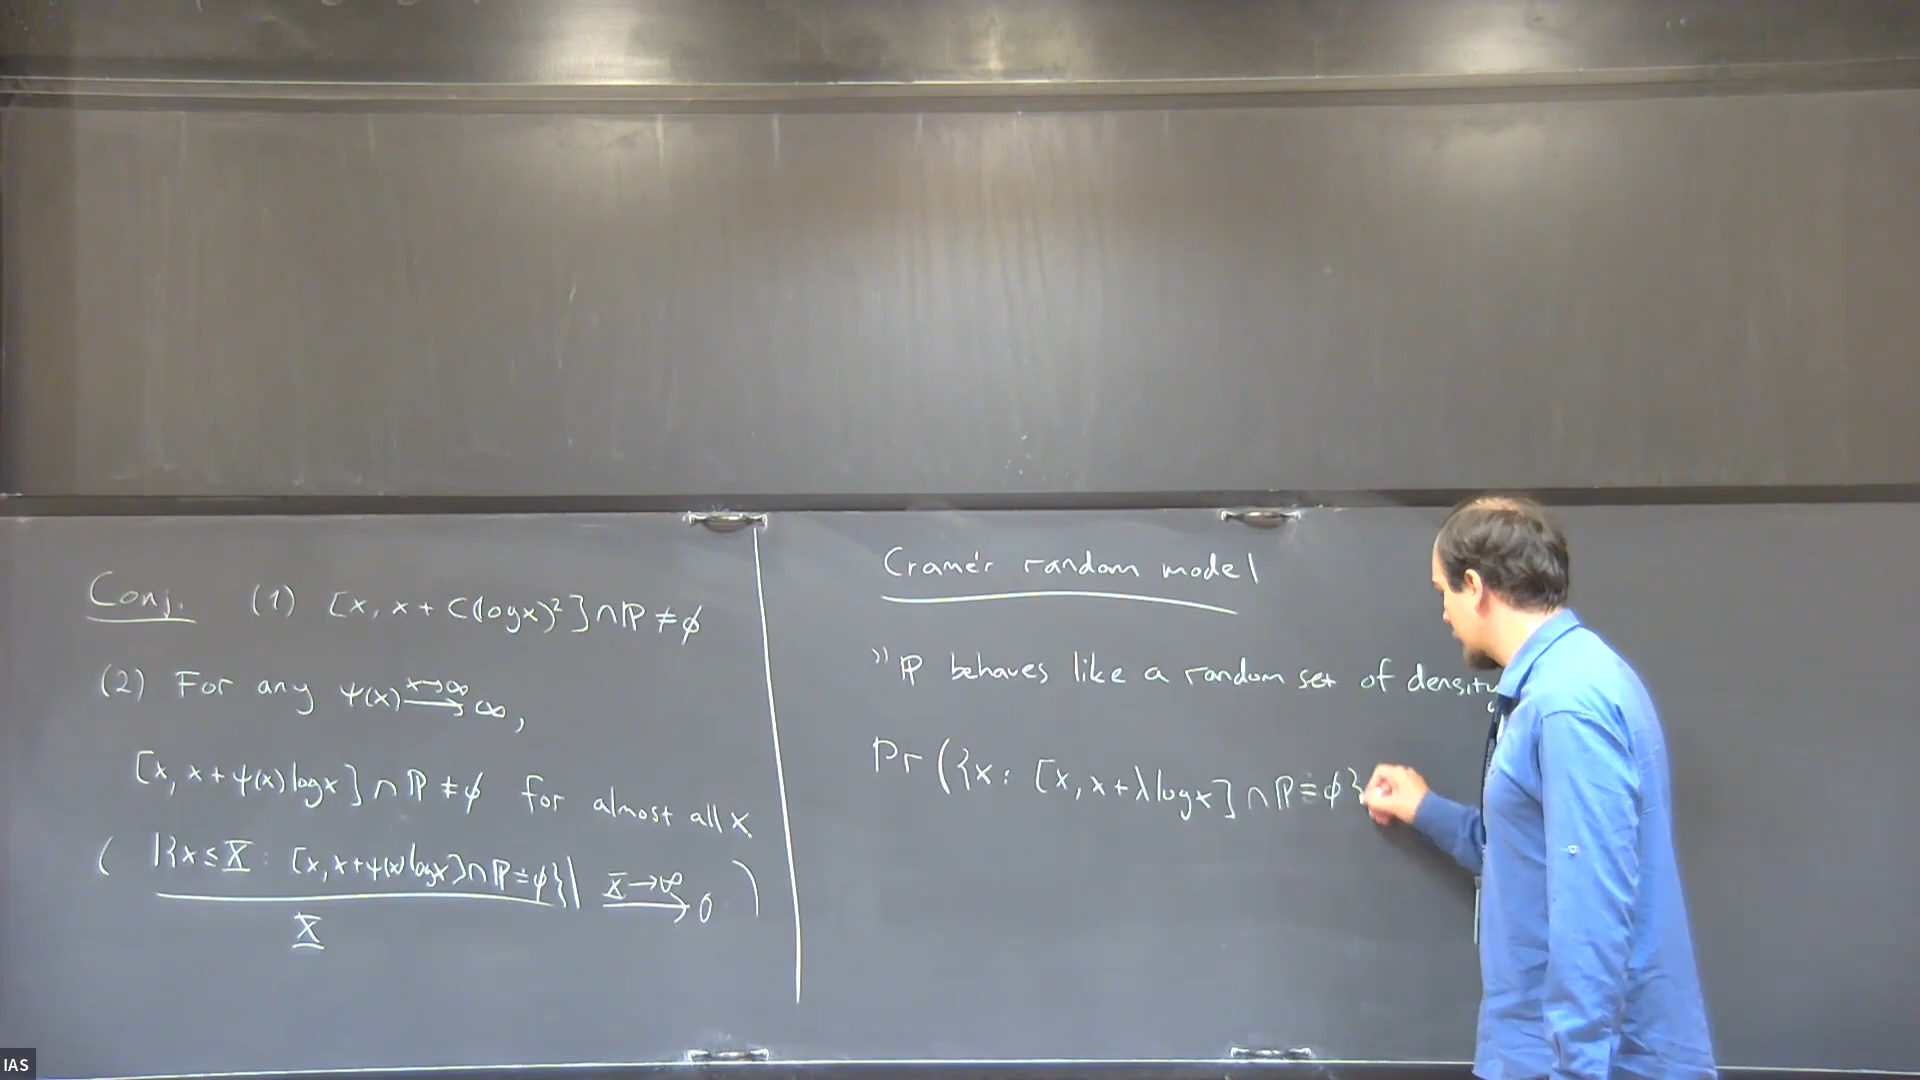 Conj. (1) [x, x + C(log x)²] ∩ ℙ ≠ ∅
(2) For any ψ(x) →^{x→∞} ∞,
[x, x + ψ(x) log x] ∩ ℙ ≠ ∅ for almost all x
( |{x ≤ X : [x, x + ψ(x) log x] ∩ ℙ = ∅}| / X →^{X→∞} 0 )
Cramér random model
" ℙ behaves like a random set of density
Pr ({x : [x, x + λ log x] ∩ ℙ = ∅}
IAS